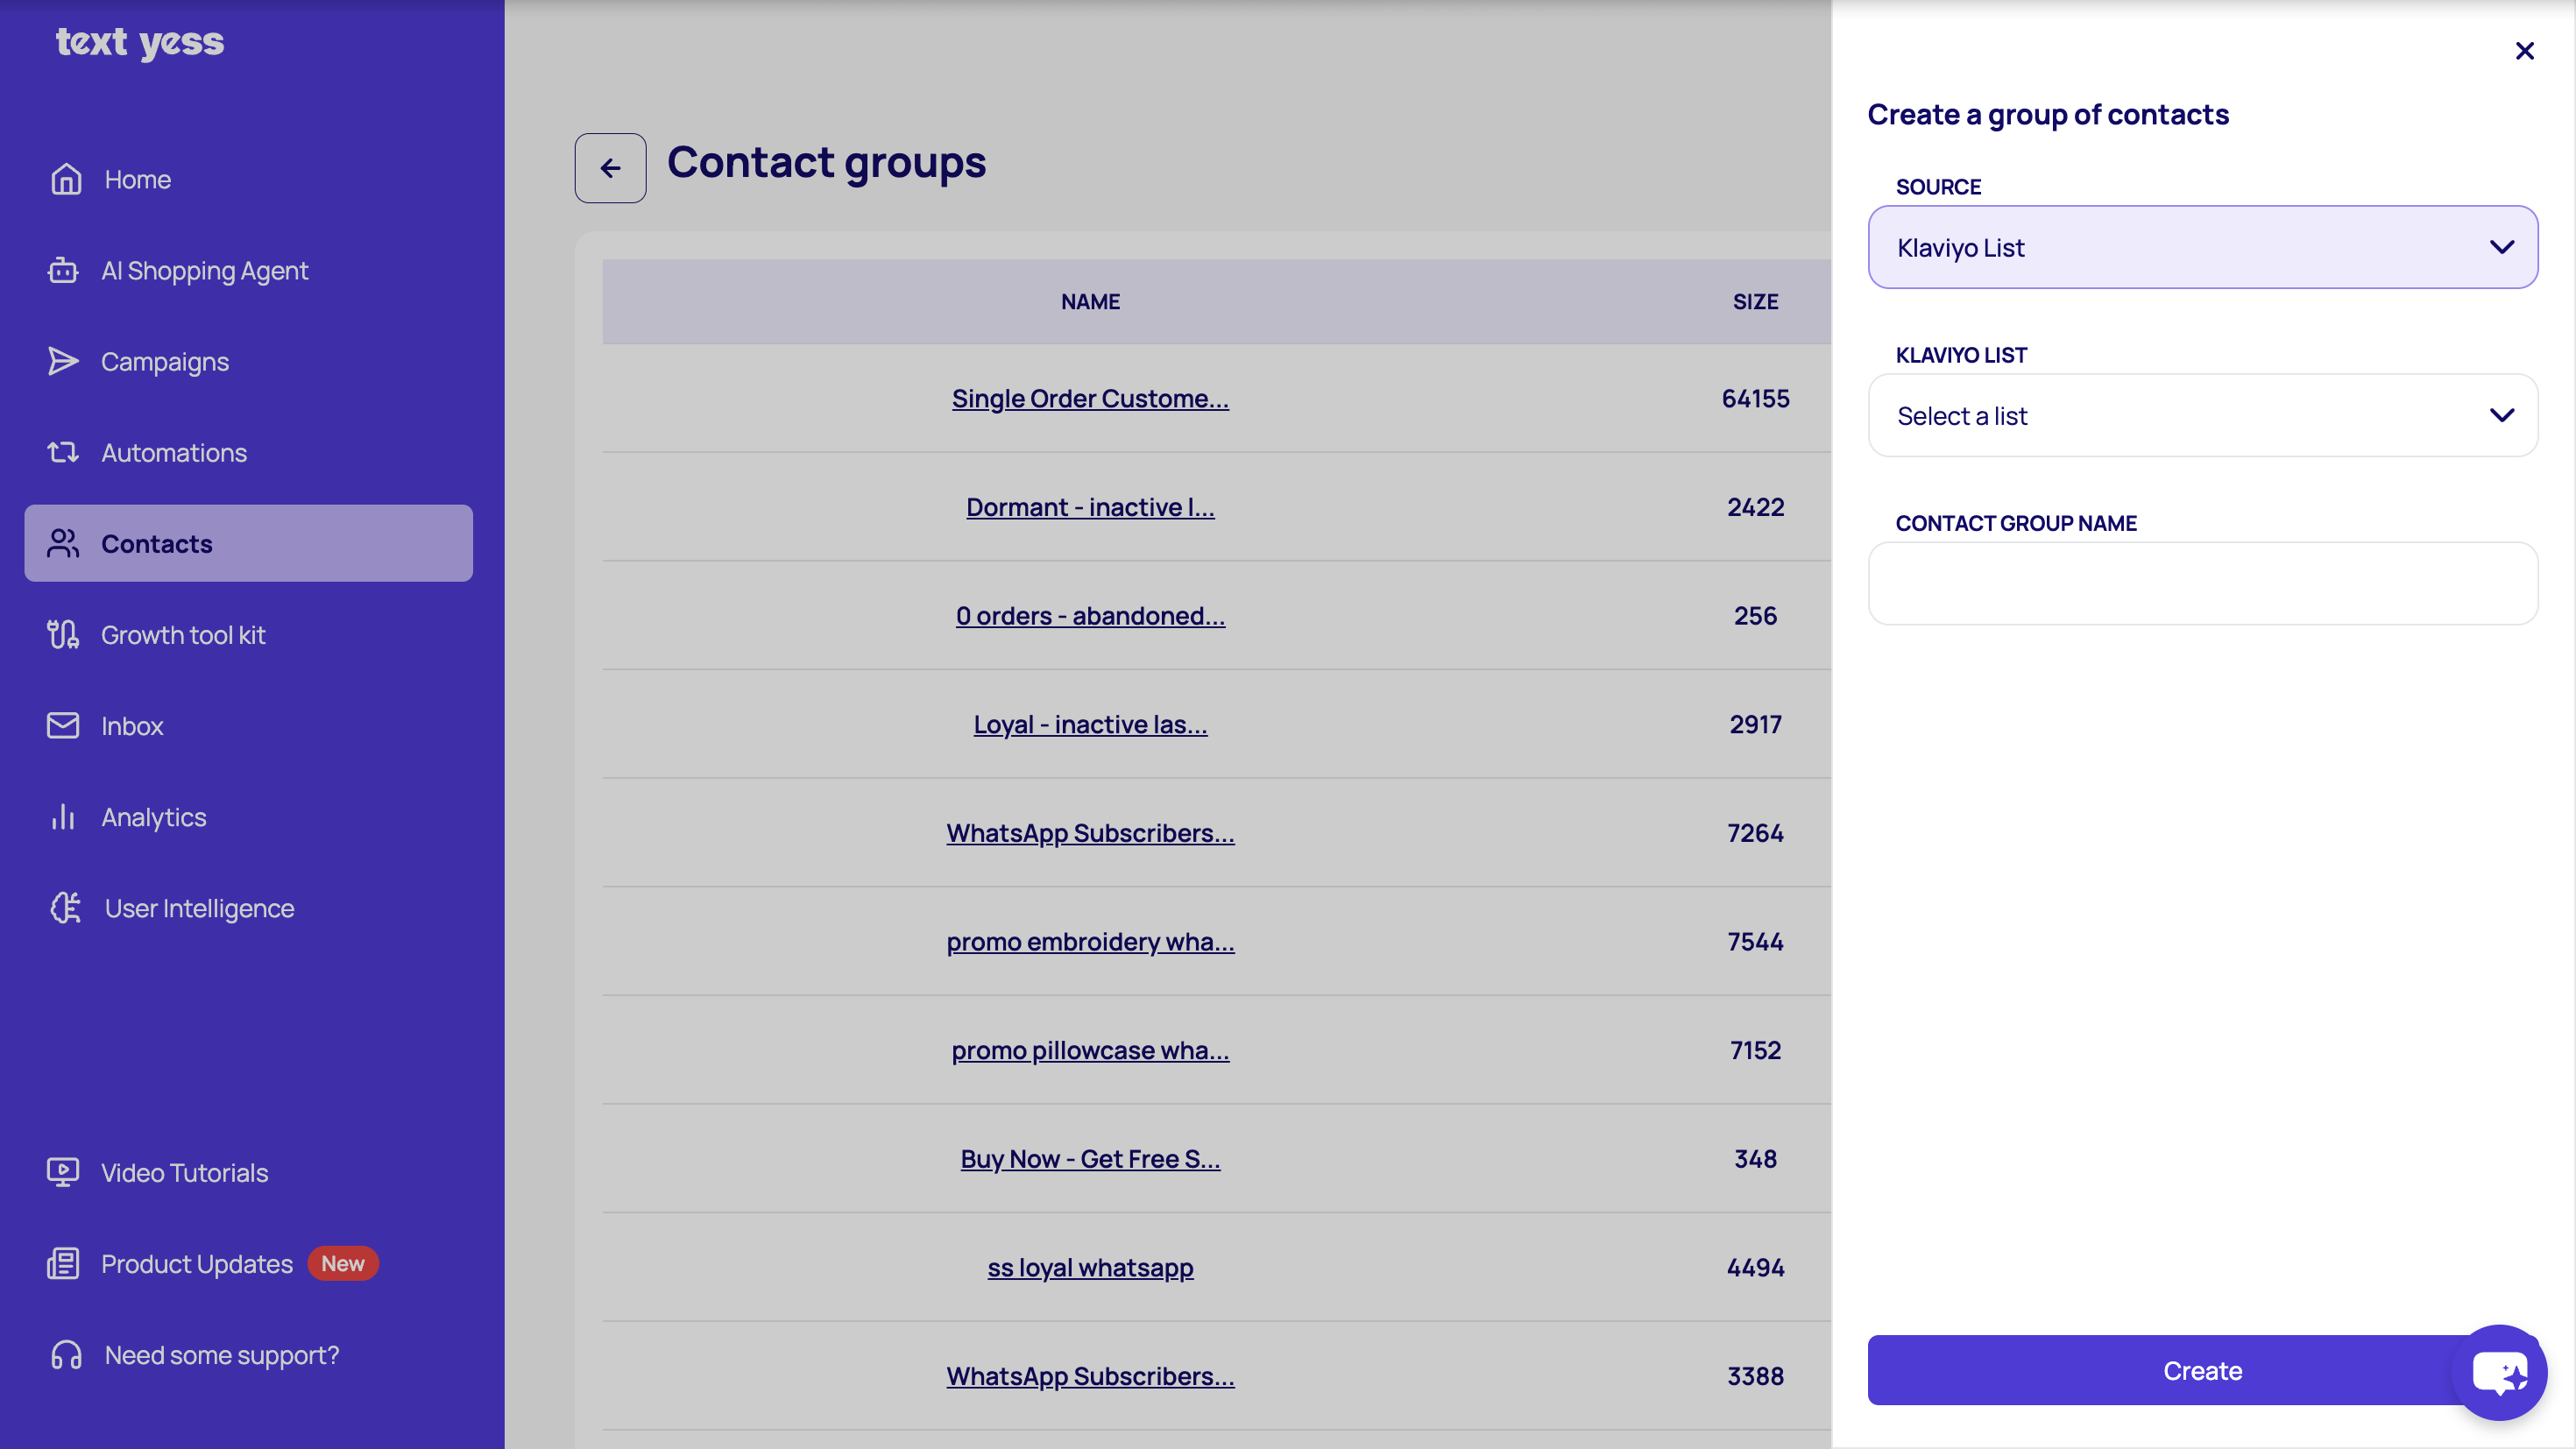 text yess
Home
AI Shopping Agent
Campaigns
Automations
Contacts
Growth tool kit
Inbox
Analytics
User Intelligence
Video Tutorials
Product Updates New
Need some support?
Contact groups
NAME SIZE
Single Order Custome... 64155
Dormant - inactive l... 2422
0 orders - abandoned... 256
Loyal - inactive las... 2917
WhatsApp Subscribers... 7264
promo embroidery wha... 7544
promo pillowcase wha... 7152
Buy Now - Get Free S... 348
ss loyal whatsapp 4494
WhatsApp Subscribers... 3388
Create a group of contacts
SOURCE
Klaviyo List
KLAVIYO LIST
Select a list
CONTACT GROUP NAME
Create